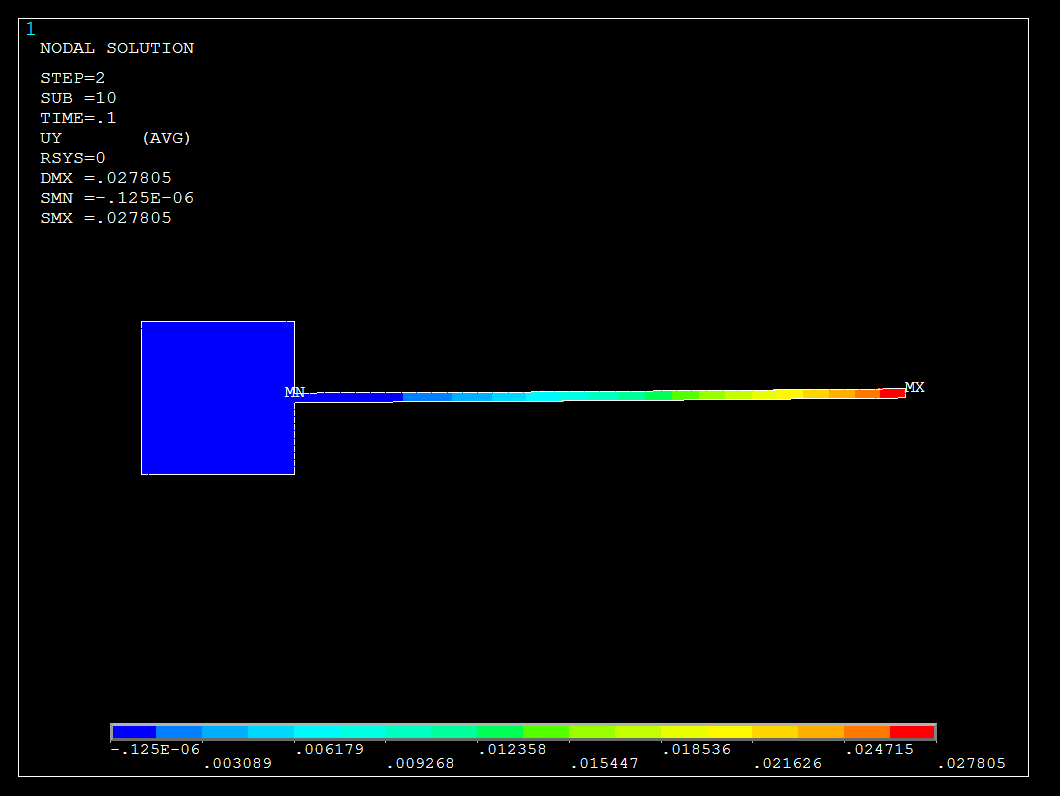 1
NODAL SOLUTION
STEP=2
SUB =10
TIME=.1
UY (AVG)
RSYS=0
DMX =.027805
SMN =-.125E-06
SMX =.027805
MN
MX
-.125E-06 .006179 .012358 .018536 .024715
.003089 .009268 .015447 .021626 .027805